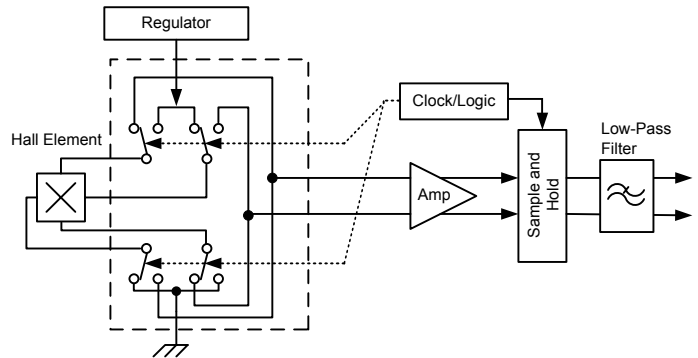 Regulator
Clock/Logic
Hall Element
Low-Pass
Filter
Amp
Sample and
Hold